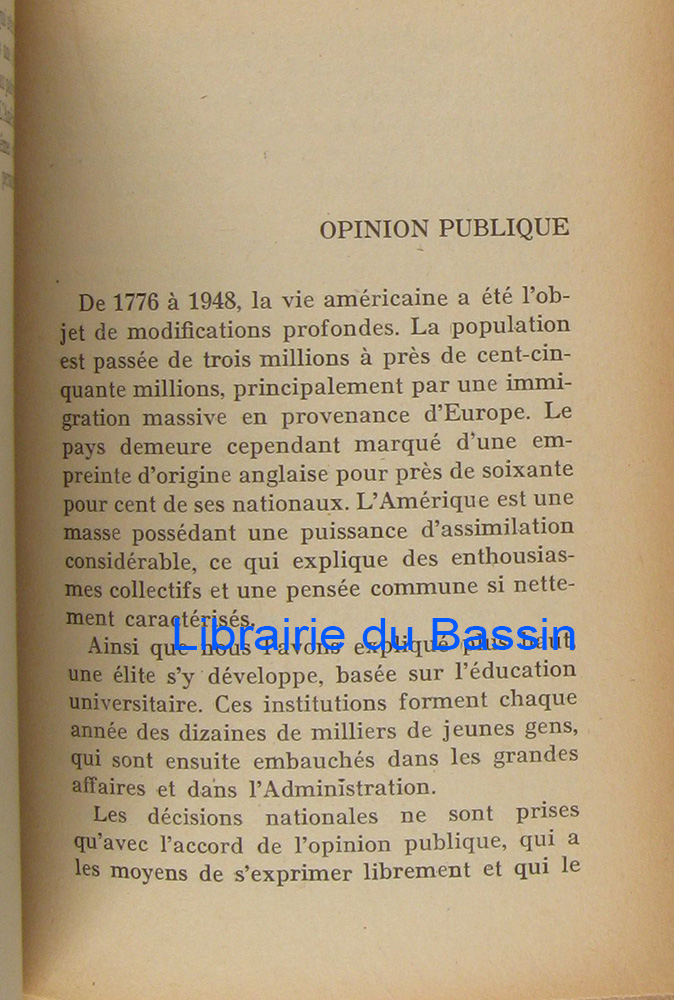 OPINION PUBLIQUE
De 1776 à 1948, la vie américaine a été l'ob-
jet de modifications profondes. La population
est passée de trois millions à près de cent-cin-
quante millions, principalement par une immi-
gration massive en provenance d'Europe. Le
pays demeure cependant marqué d'une em-
preinte d'origine anglaise pour près de soixante
pour cent de ses nationaux. L'Amérique est une
masse possédant une puissance d'assimilation
considérable, ce qui explique des enthousias-
mes collectifs et une pensée commune si nette-
ment caractérisés.
Librairie du Bassin
Ainsi que nous l'avons expliqué plus haut,
une élite s'y développe, basée sur l'éducation
universitaire. Ces institutions forment chaque
année des dizaines de milliers de jeunes gens,
qui sont ensuite embauchés dans les grandes
affaires et dans l'Administration.
Les décisions nationales ne sont prises
qu'avec l'accord de l'opinion publique, qui a
les moyens de s'exprimer librement et qui le